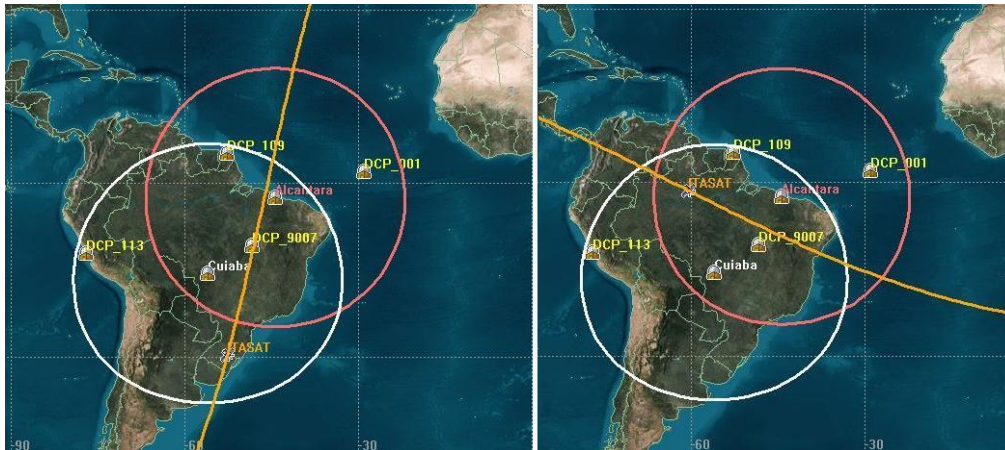 DCP_109
DCP_001
Alcantara
DCP_113
DCP_9007
Cuiaba
ITASAT
-90
-60
-30
DCP_109
DCP_001
ITASAT
Alcantara
DCP_113
DCP_9007
Cuiaba
-60
-30